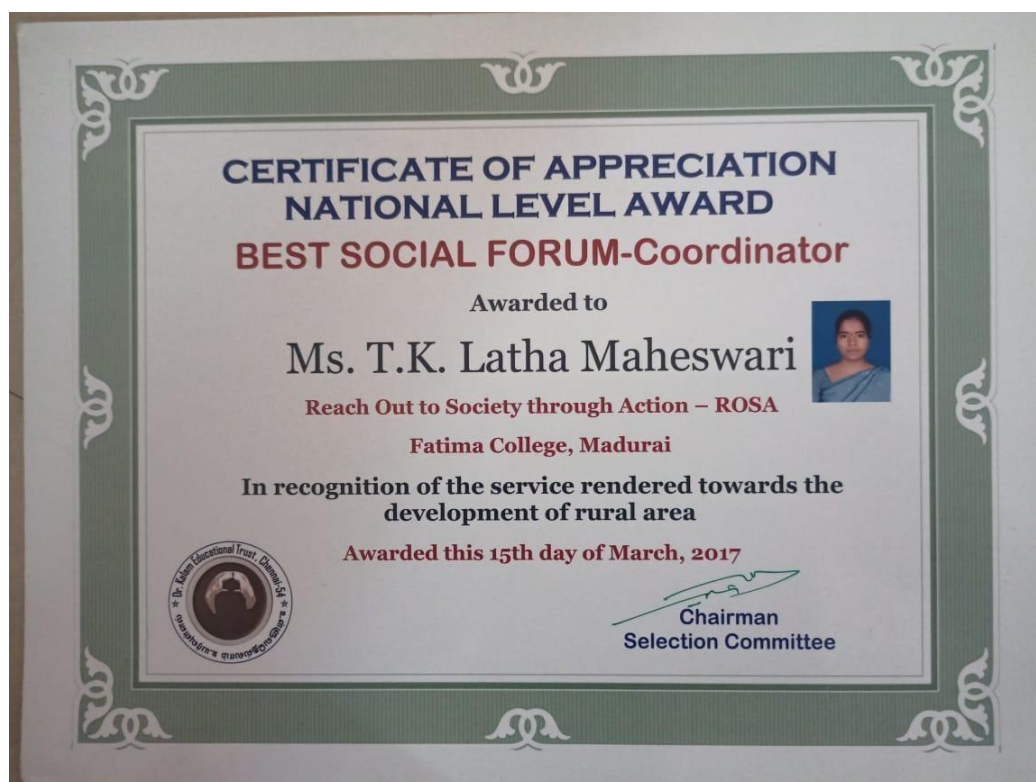 CERTIFICATE OF APPRECIATION
NATIONAL LEVEL AWARD
BEST SOCIAL FORUM-Coordinator
Awarded to
Ms. T.K. Latha Maheswari
Reach Out to Society through Action – ROSA
Fatima College, Madurai
In recognition of the service rendered towards the
development of rural area
Awarded this 15th day of March, 2017
Dr. Kalam Educational Trust, Chennai-54
Chairman
Selection Committee